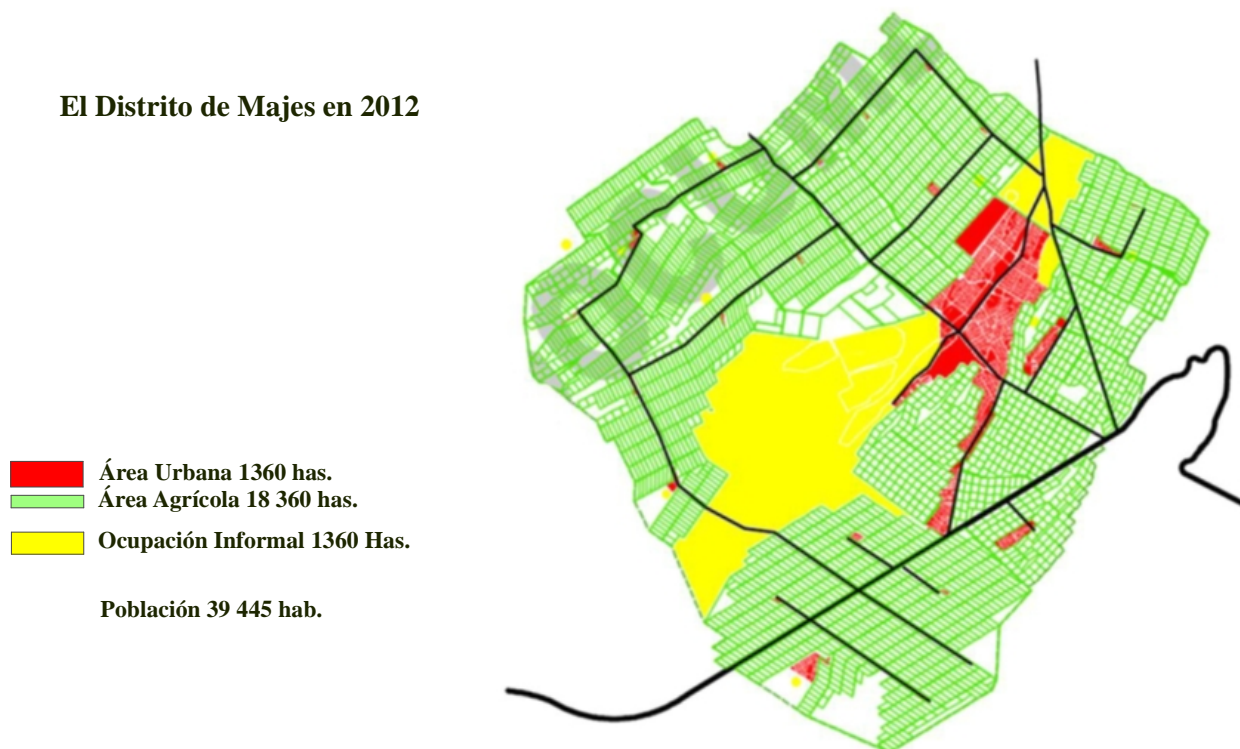 El Distrito de Majes en 2012
Área Urbana 1360 has.
Área Agrícola 18 360 has.
Ocupación Informal 1360 Has.
Población 39 445 hab.